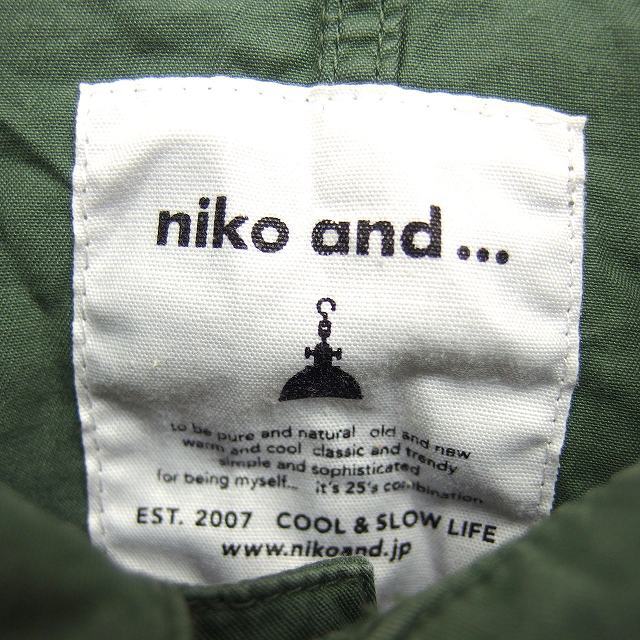 niko and...
to be pure and natural old and new
warm and cool classic and trendy
simple and sophisticated
for being myself... it's 25's combination
EST. 2007 COOL & SLOW LIFE
www.nikoand.jp